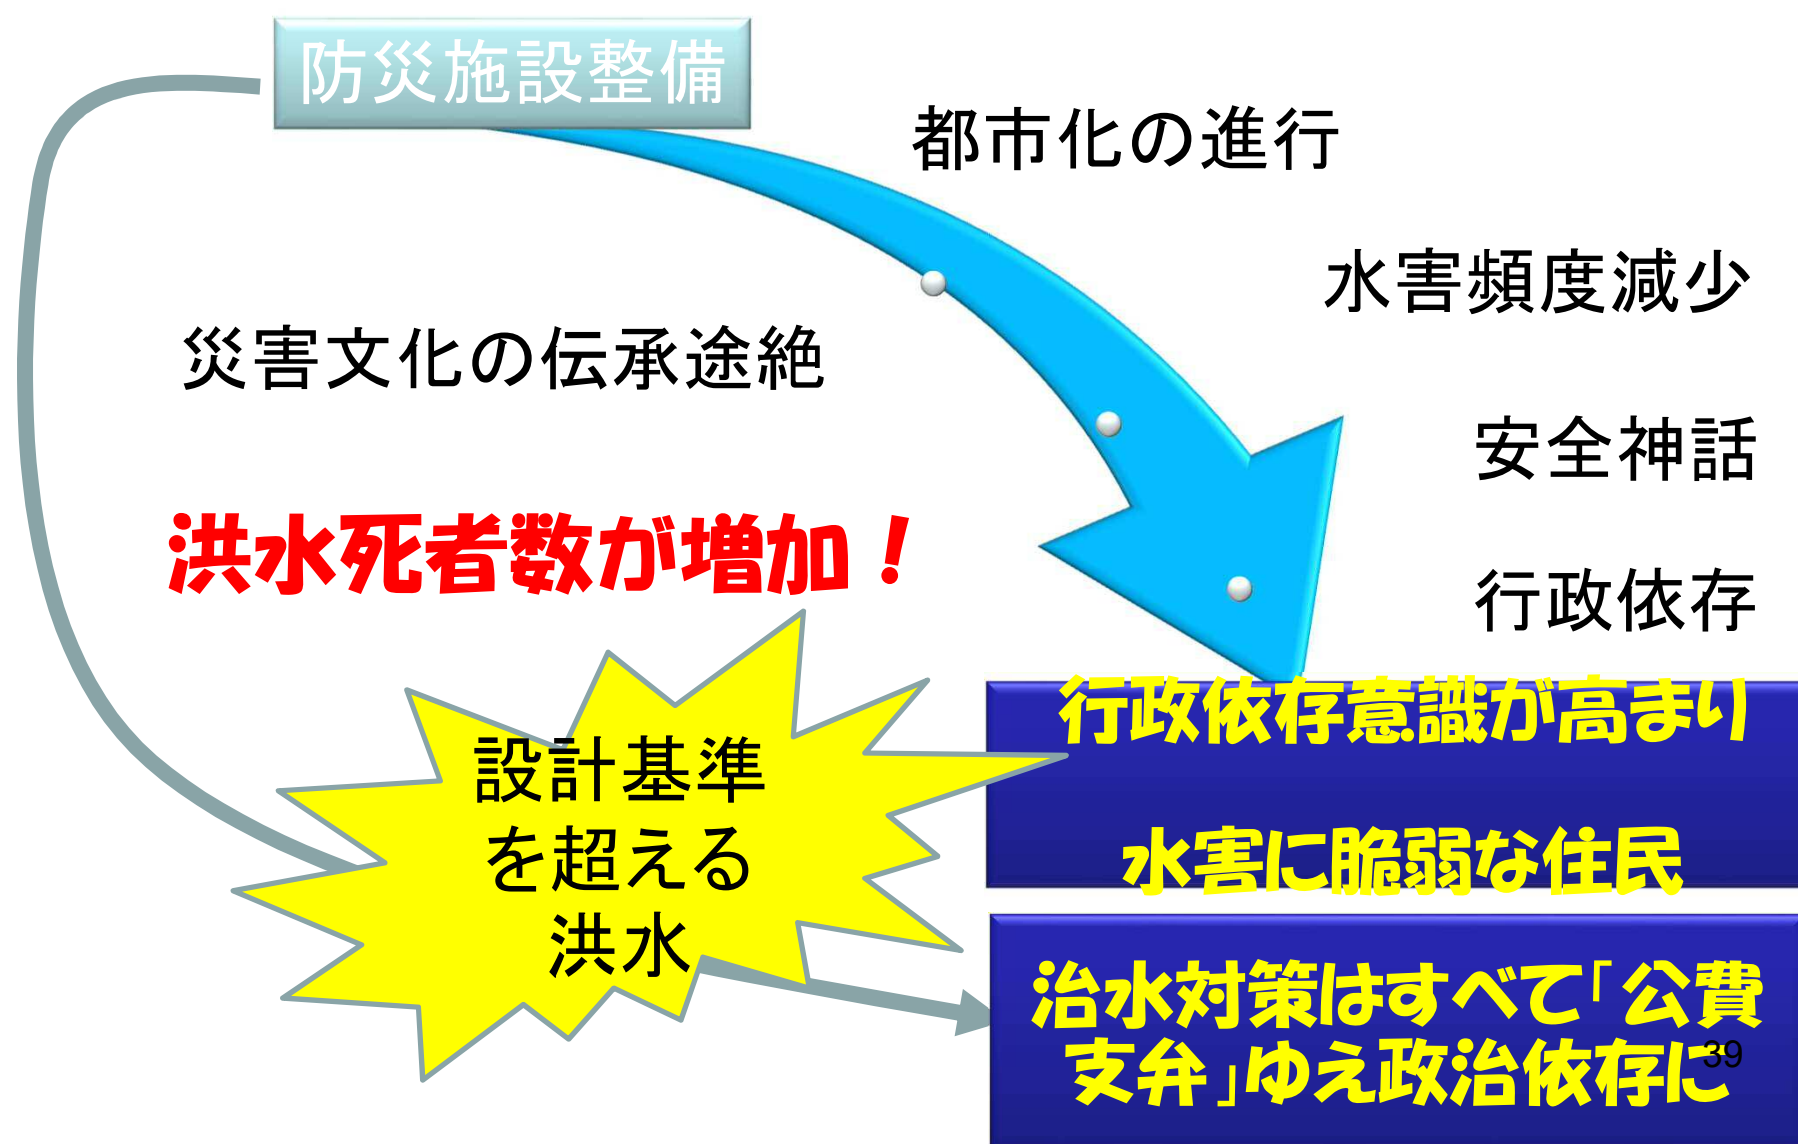 防災施設整備
都市化の進行
水害頻度減少
災害文化の伝承途絶
安全神話
洪水死者数が増加！
行政依存
行政依存意識が高まり
水害に脆弱な住民
設計基準
を超える
洪水
治水対策はすべて「公費
支弁」ゆえ政治依存に
39